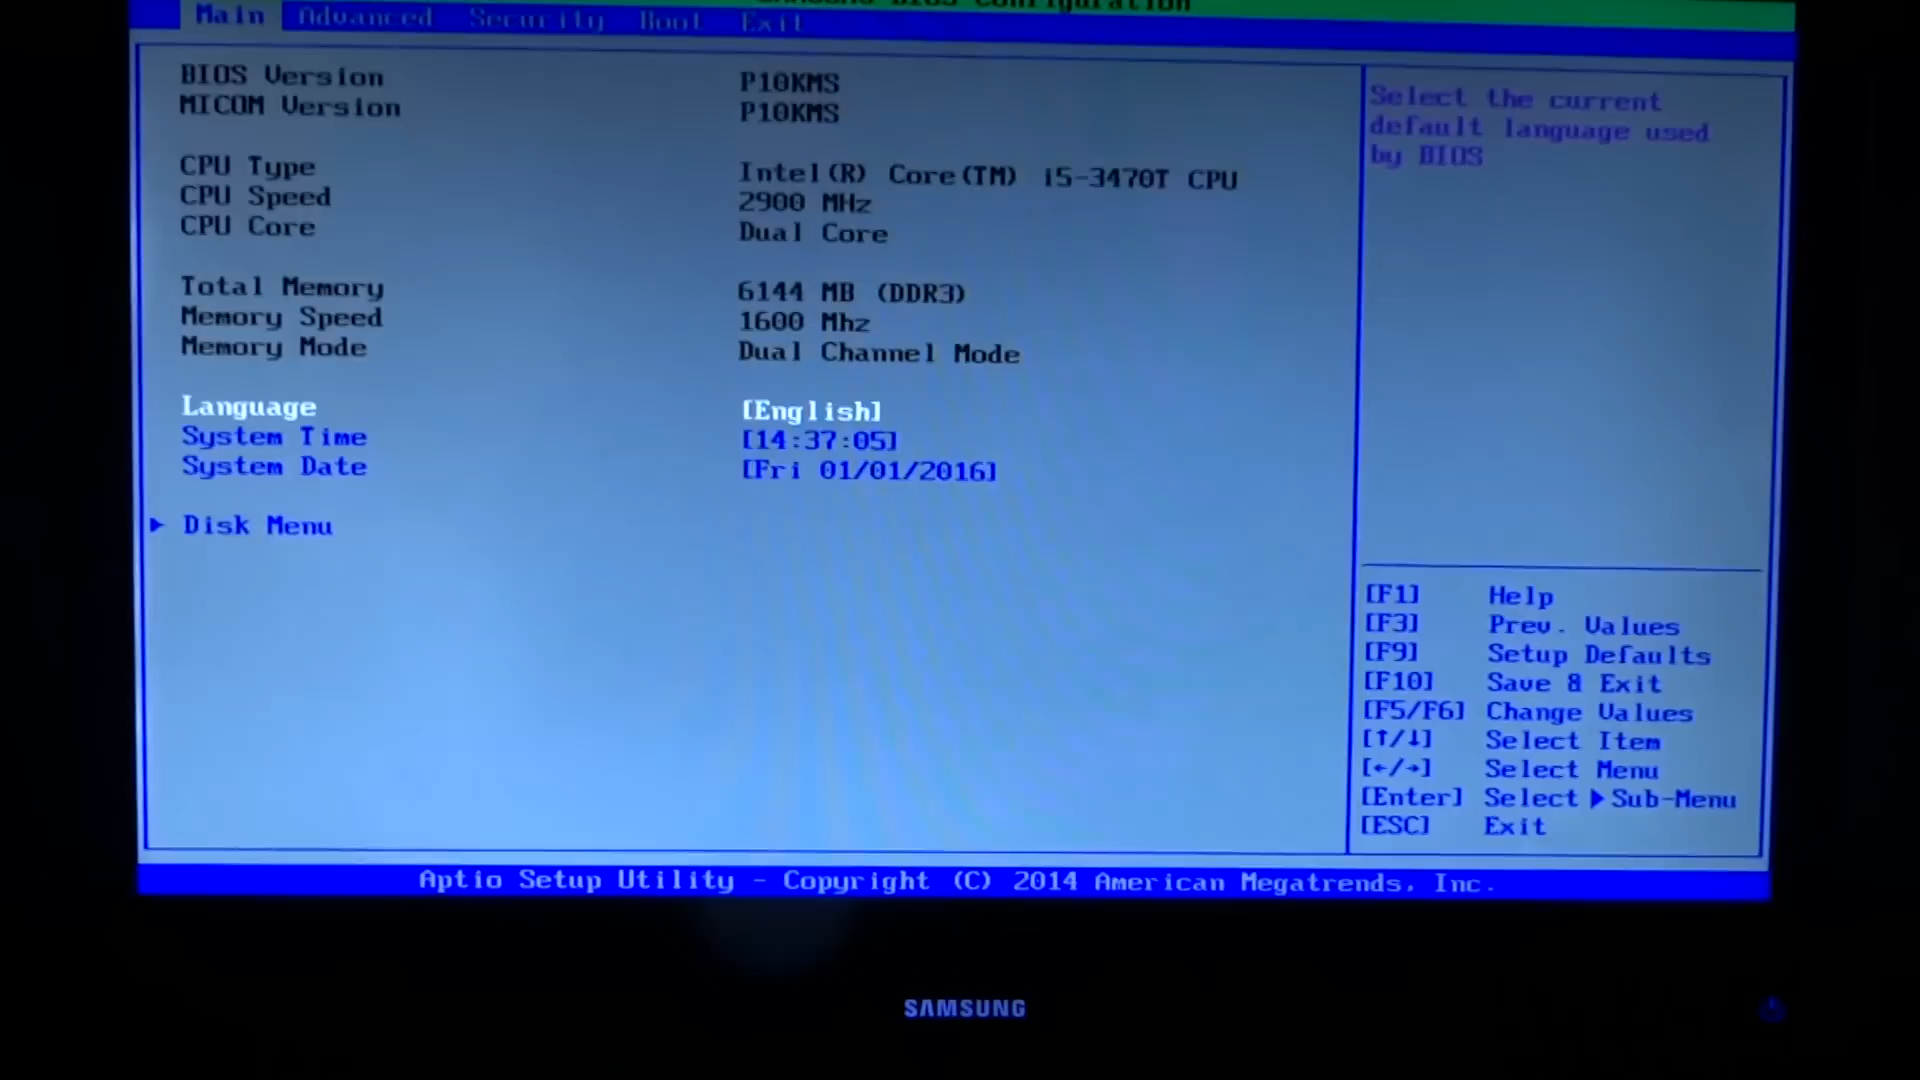 SAMSUNG BIOS Configuration
Main Advanced Security Boot Exit
BIOS Version P10KMS
MICOM Version P10KMS
CPU Type Intel(R) Core(TM) i5-3470T CPU
CPU Speed 2900 MHz
CPU Core Dual Core
Total Memory 6144 MB (DDR3)
Memory Speed 1600 Mhz
Memory Mode Dual Channel Mode
Language [English]
System Time [14:37:05]
System Date [Fri 01/01/2016]
Disk Menu
Select the current
default language used
by BIOS
[F1] Help
[F3] Prev. Values
[F9] Setup Defaults
[F10] Save & Exit
[F5/F6] Change Values
[↑/↓] Select Item
[←/→] Select Menu
[Enter] Select ▶ Sub-Menu
[ESC] Exit
Aptio Setup Utility - Copyright (C) 2014 American Megatrends, Inc.
SAMSUNG